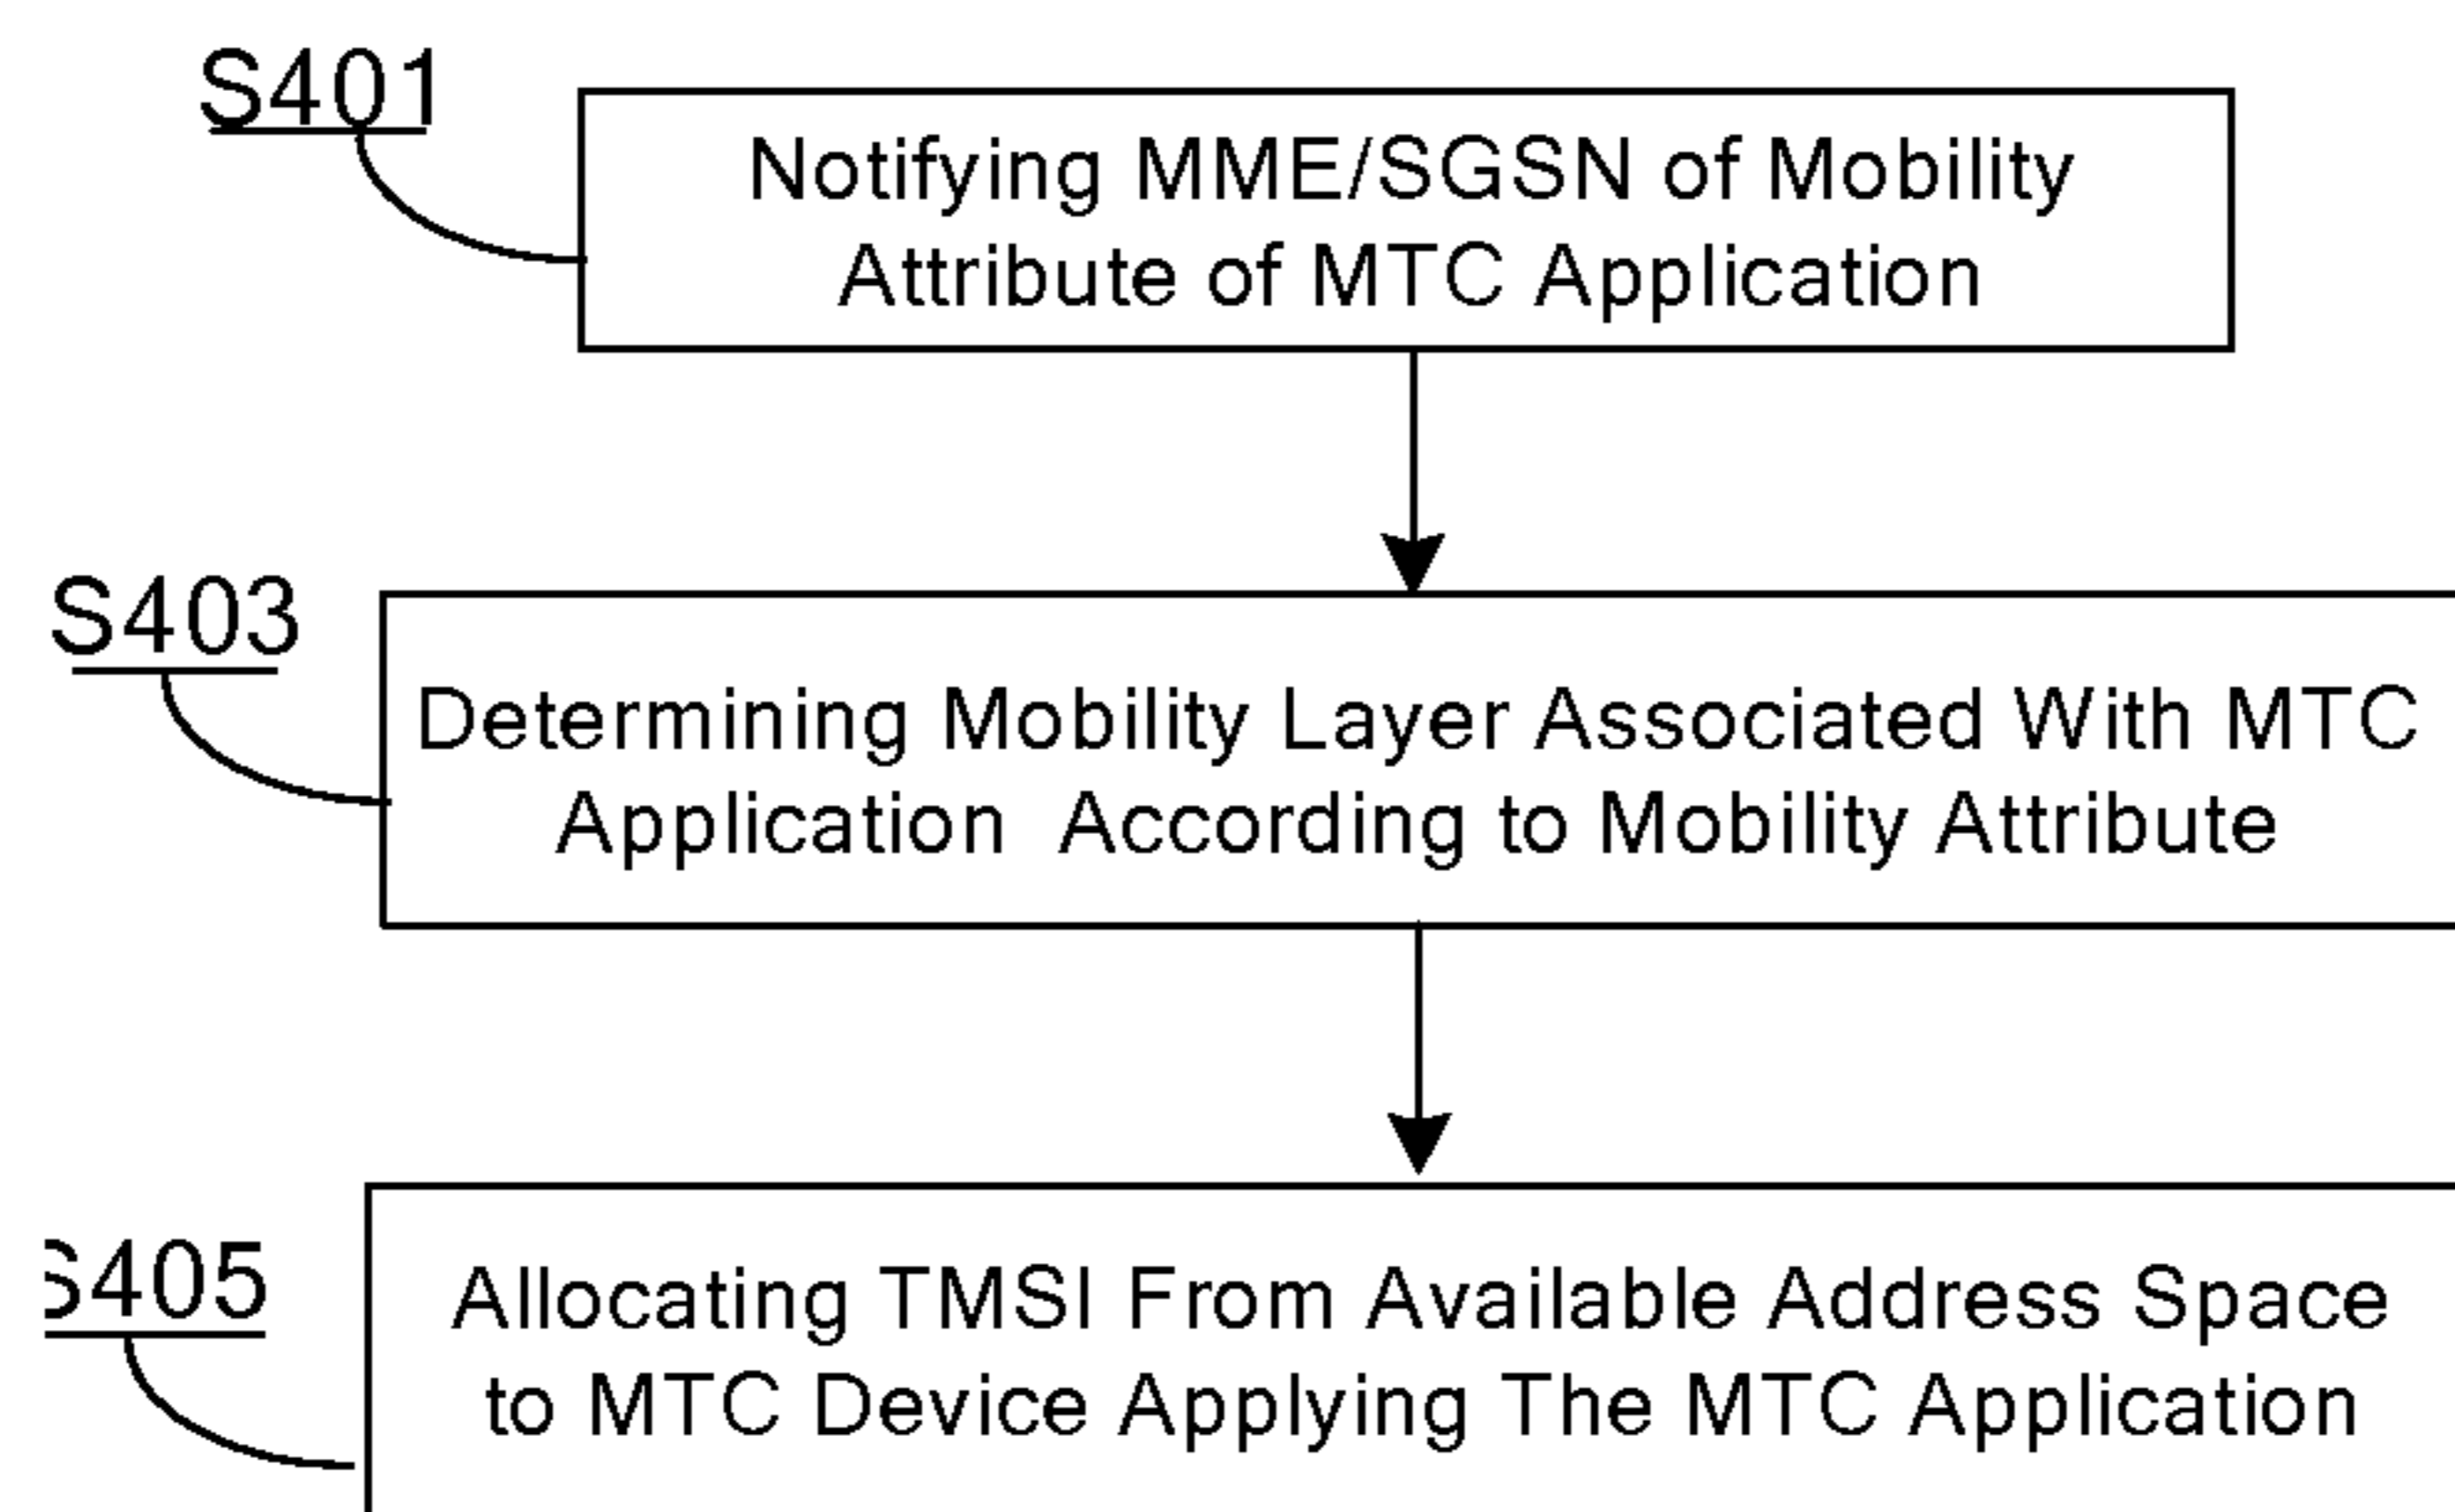 S401
Notifying MME/SGSN of Mobility
Attribute of MTC Application
S403
Determining Mobility Layer Associated With MTC
Application According to Mobility Attribute
S405
Allocating TMSI From Available Address Space
to MTC Device Applying The MTC Application